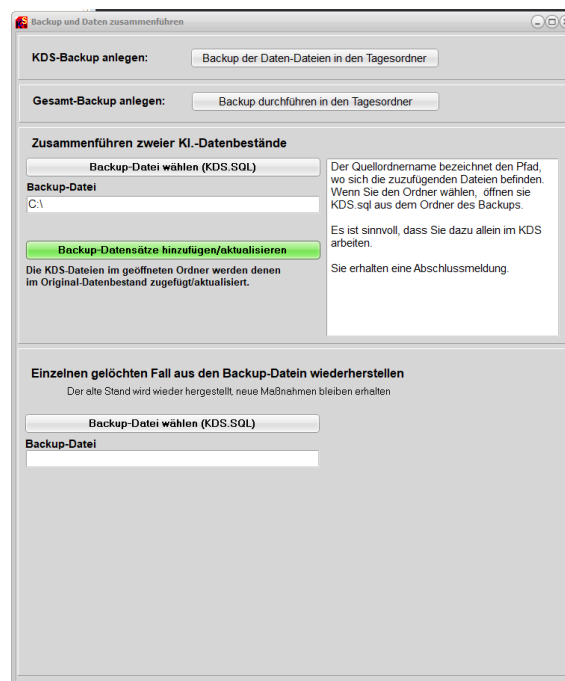 Backup und Daten zusammenführen
KDS-Backup anlegen:
Backup der Daten-Dateien in den Tagesordner
Gesamt-Backup anlegen:
Backup durchführen in den Tagesordner
Zusammenführen zweier KI.-Datenbestände
Backup-Datei wählen (KDS.SQL)
Backup-Datei
C:\
Backup-Datensätze hinzufügen/aktualisieren
Die KDS-Dateien im geöffneten Ordner werden denen
im Original-Datenbestand zugefügt/aktualisiert.
Der Quellordnername bezeichnet den Pfad,
wo sich die zuzufügenden Dateien befinden.
Wenn Sie den Ordner wählen, öffnen sie
KDS.sql aus dem Ordner des Backups.
Es ist sinnvoll, dass Sie dazu allein im KDS
arbeiten.
Sie erhalten eine Abschlussmeldung.
Einzelnen gelöchten Fall aus den Backup-Datein wiederherstellen
Der alte Stand wird wieder hergestellt, neue Maßnahmen bleiben erhalten
Backup-Datei wählen (KDS.SQL)
Backup-Datei